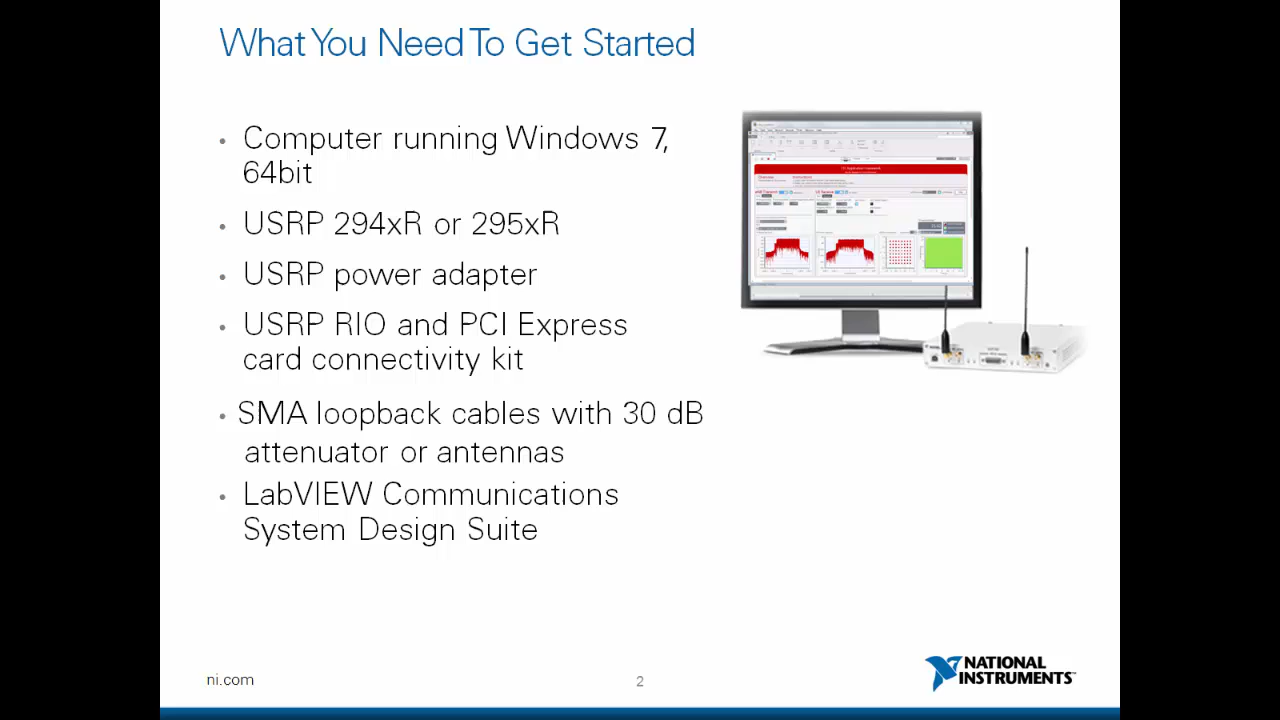 What You Need To Get Started
• Computer running Windows 7,
64bit
• USRP 294xR or 295xR
• USRP power adapter
• USRP RIO and PCI Express
card connectivity kit
• SMA loopback cables with 30 dB
attenuator or antennas
• LabVIEW Communications
System Design Suite
ni.com
2
NATIONAL
INSTRUMENTS™